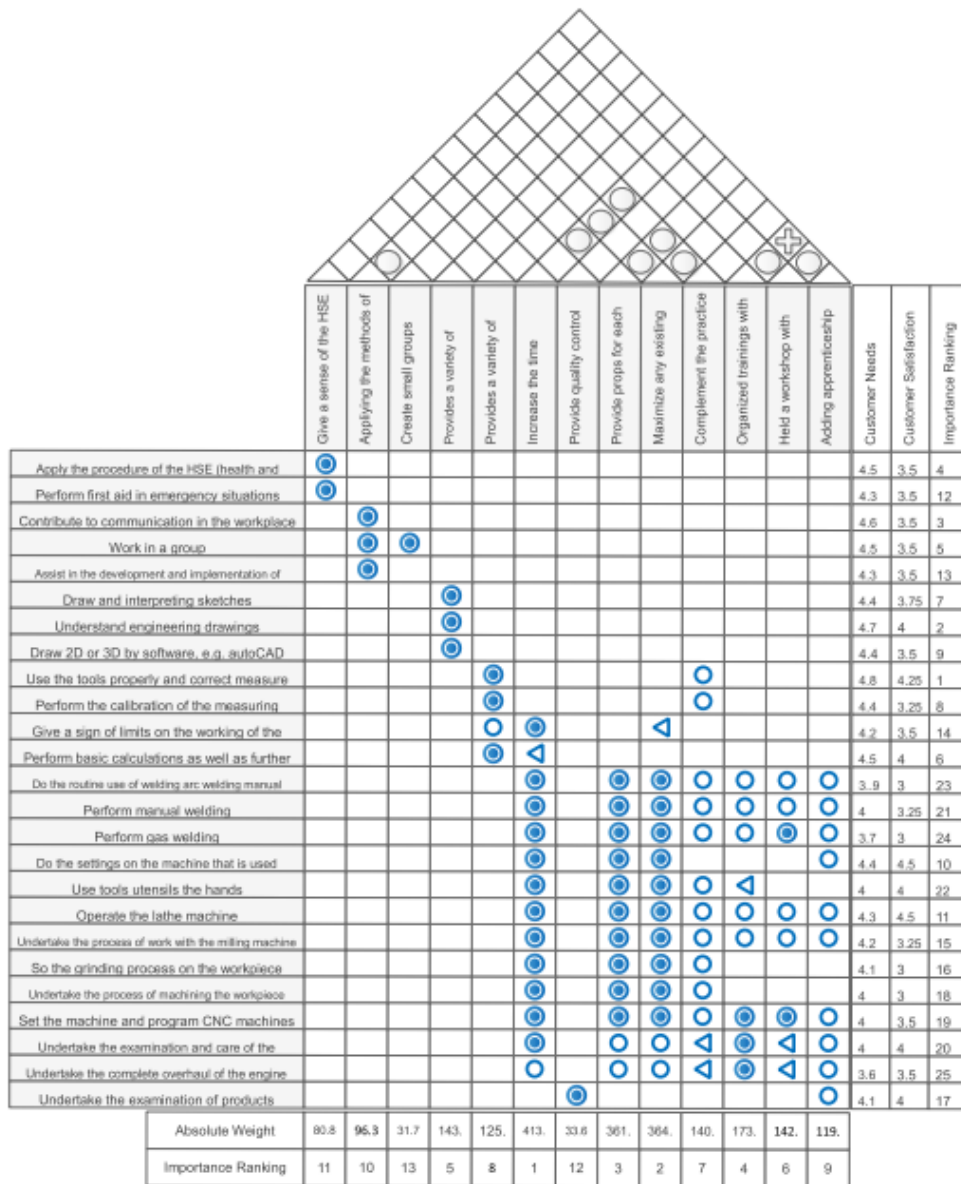 Give a sense of the HSE
Appliying the methods of
Create small groups
Provides a variety of
Provides a variety of
Increase the time
Provide quality control
Provide props for each
Maximize any existing
Complement the practice
Organized trainings with
Held a workshop with
Adding apprenticeship
Customer Needs
Customer Satisfaction
Importance Ranking
Apply the procedure of the HSE (health and 4.5 3.5 4
Perform first aid in emergency situations 4.3 3.5 12
Contribute to communication in the workplace 4.6 3.5 3
Work in a group 4.5 3.5 5
Assist in the development and implementation of 4.3 3.5 13
Draw and interpreting sketches 4.4 3.75 7
Understand engineering drawings 4.7 4 2
Draw 2D or 3D by software, e.g. autoCAD 4.4 3.5 9
Use the tools properly and correct measure 4.8 4.25 1
Perform the calibration of the measuring 4.4 3.25 8
Give a sign of limits on the working of the 4.2 3.5 14
Perform basic calculations as well as further 4.5 4 6
Do the routine use of welding arc welding manual 3..9 3 23
Perform manual welding 4 3.25 21
Perform gas welding 3.7 3 24
Do the settings on the machine that is used 4.4 4.5 10
Use tools utensils the hands 4 4 22
Operate the lathe machine 4.3 4.5 11
Undertake the process of work with the milling machine 4.2 3.25 15
So the grinding process on the workpiece 4.1 3 16
Undertake the process of machining the workpiece 4 3 18
Set the machine and program CNC machines 4 3.5 19
Undertake the examination and care of the 4 4 20
Undertake the complete overhaul of the engine 3.6 3.5 25
Undertake the examination of products 4.1 4 17
Absolute Weight 80.8 96.3 31.7 143. 125. 413. 33.6 361. 364. 140. 173. 142. 119.
Importance Ranking 11 10 13 5 8 1 12 3 2 7 4 6 9